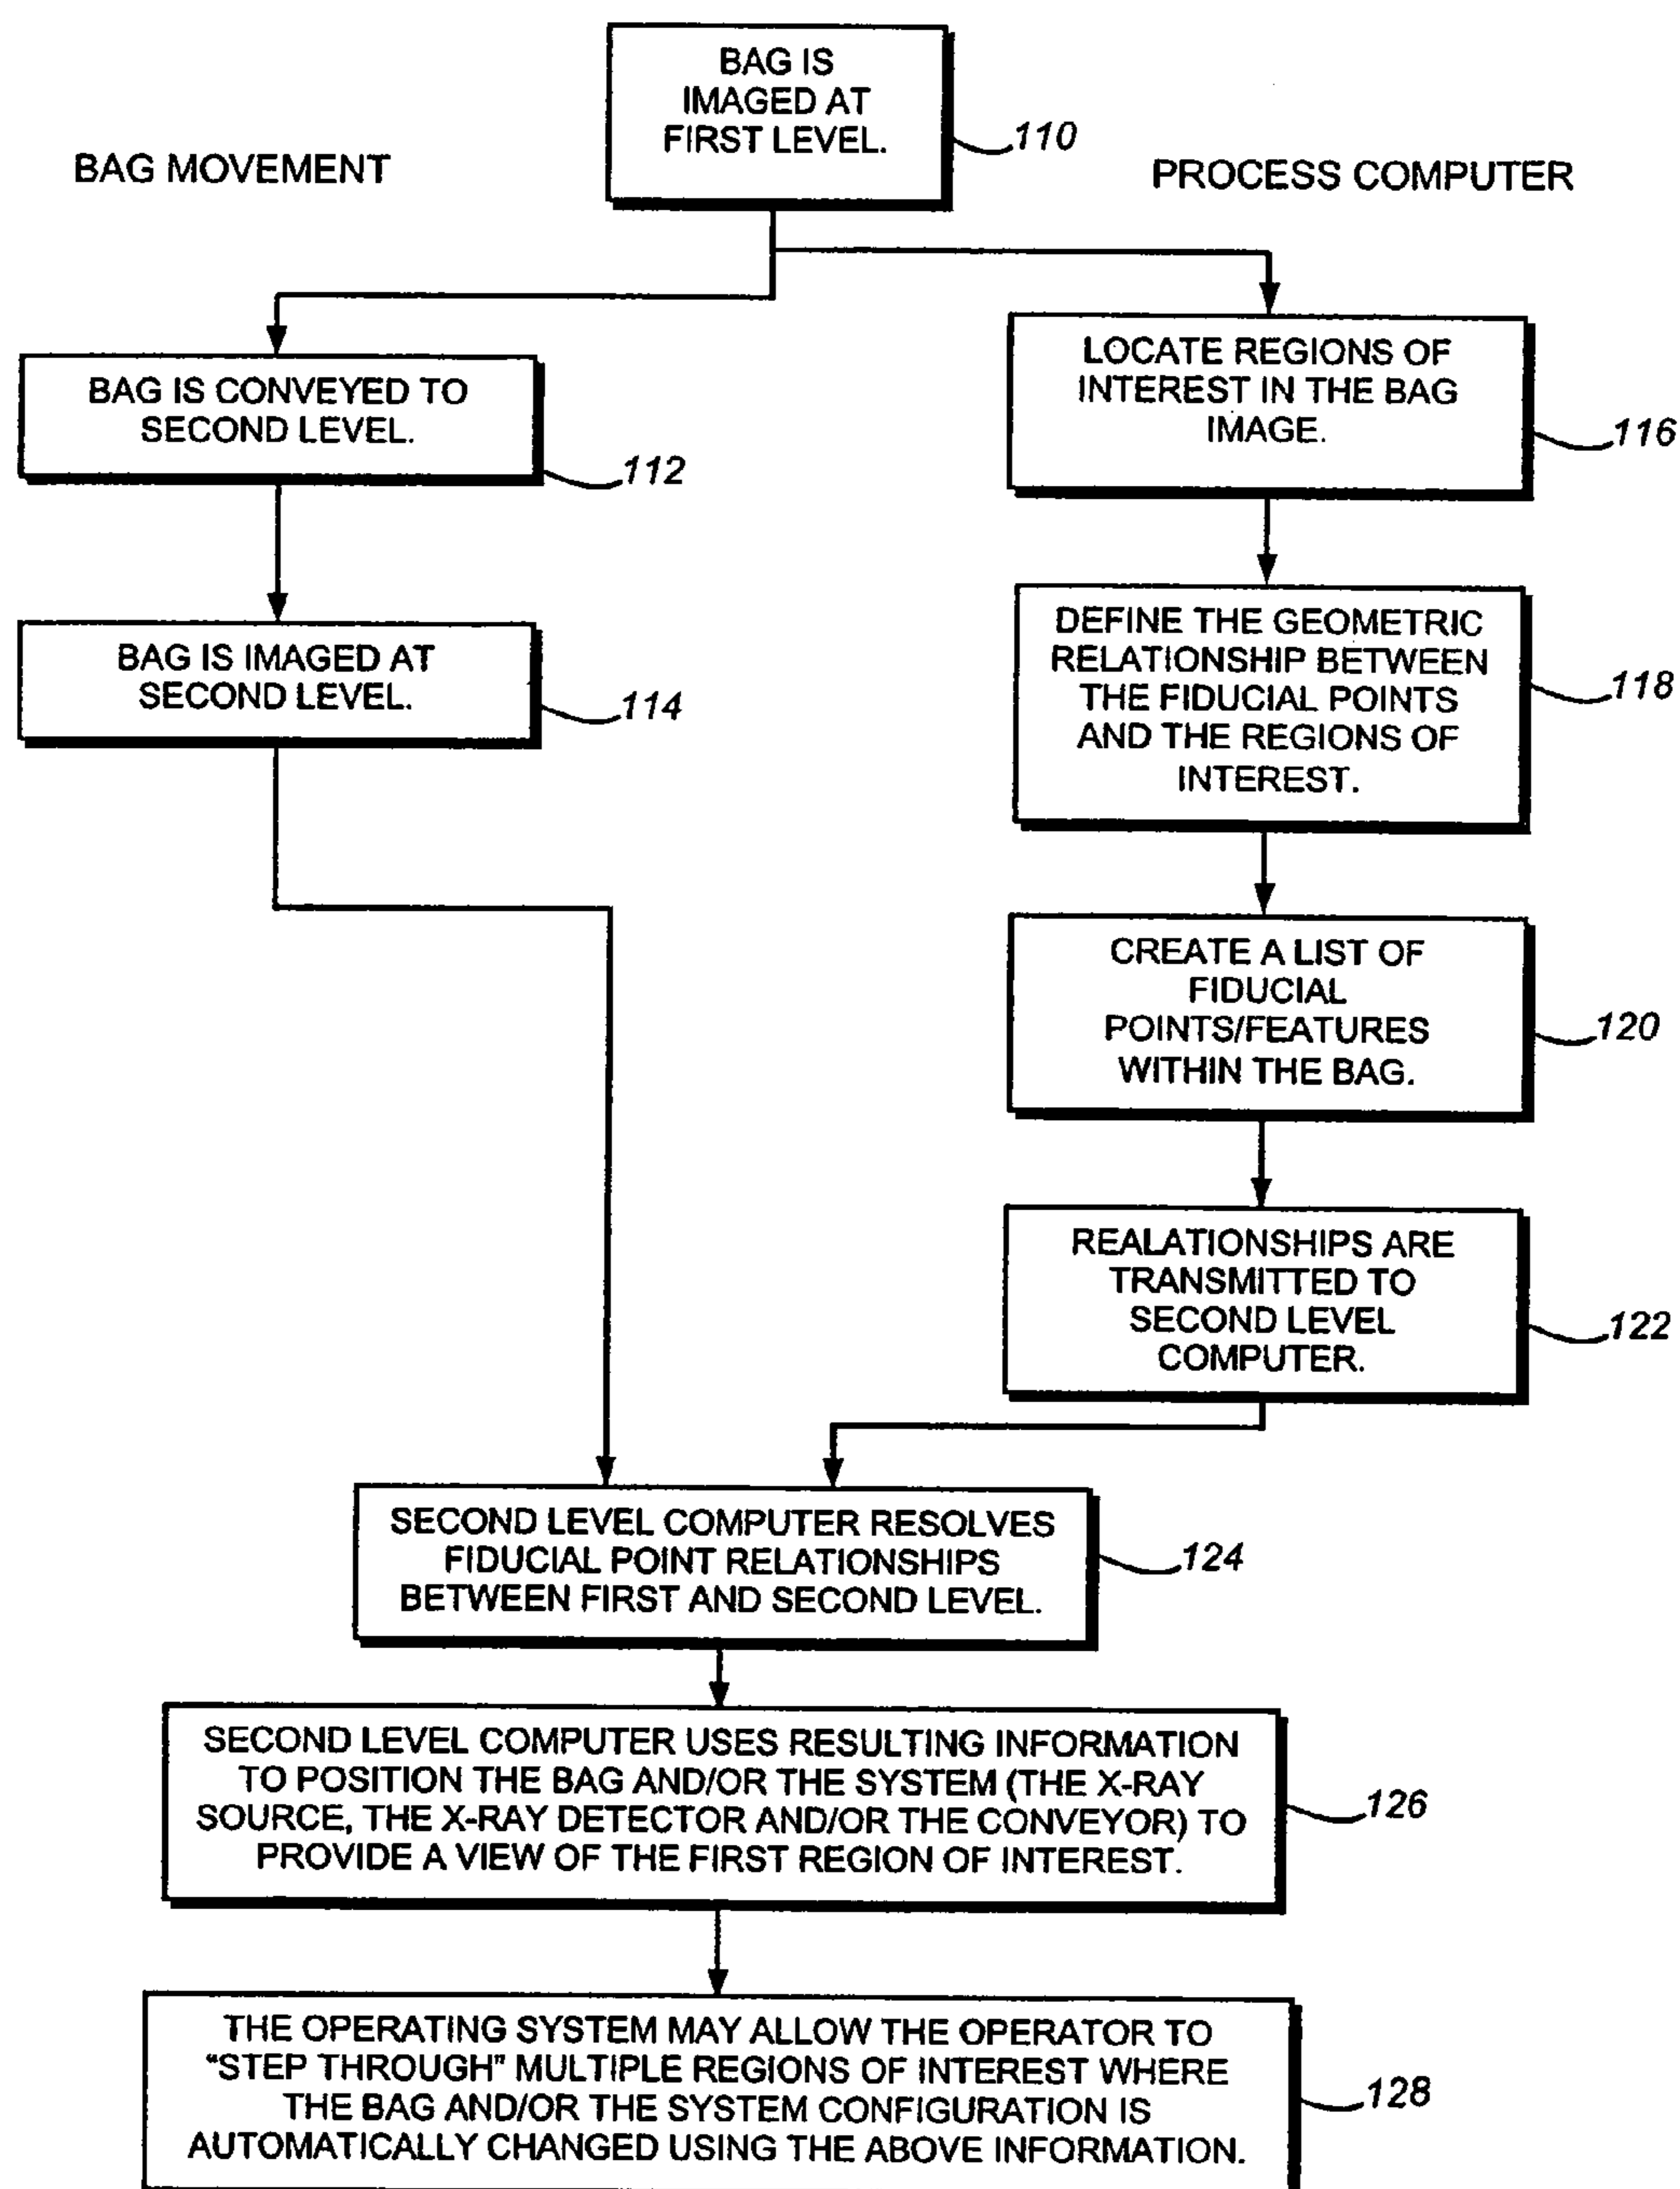 BAG IS
IMAGED AT
FIRST LEVEL.
110
BAG MOVEMENT
PROCESS COMPUTER
BAG IS CONVEYED TO
SECOND LEVEL.
112
BAG IS IMAGED AT
SECOND LEVEL.
114
LOCATE REGIONS OF
INTEREST IN THE BAG
IMAGE.
116
DEFINE THE GEOMETRIC
RELATIONSHIP BETWEEN
THE FIDUCIAL POINTS
AND THE REGIONS OF
INTEREST.
118
CREATE A LIST OF
FIDUCIAL
POINTS/FEATURES
WITHIN THE BAG.
120
REALATIONSHIPS ARE
TRANSMITTED TO
SECOND LEVEL
COMPUTER.
122
SECOND LEVEL COMPUTER RESOLVES
FIDUCIAL POINT RELATIONSHIPS
BETWEEN FIRST AND SECOND LEVEL.
124
SECOND LEVEL COMPUTER USES RESULTING INFORMATION
TO POSITION THE BAG AND/OR THE SYSTEM (THE X-RAY
SOURCE, THE X-RAY DETECTOR AND/OR THE CONVEYOR) TO
PROVIDE A VIEW OF THE FIRST REGION OF INTEREST.
126
THE OPERATING SYSTEM MAY ALLOW THE OPERATOR TO
“STEP THROUGH” MULTIPLE REGIONS OF INTEREST WHERE
THE BAG AND/OR THE SYSTEM CONFIGURATION IS
AUTOMATICALLY CHANGED USING THE ABOVE INFORMATION.
128